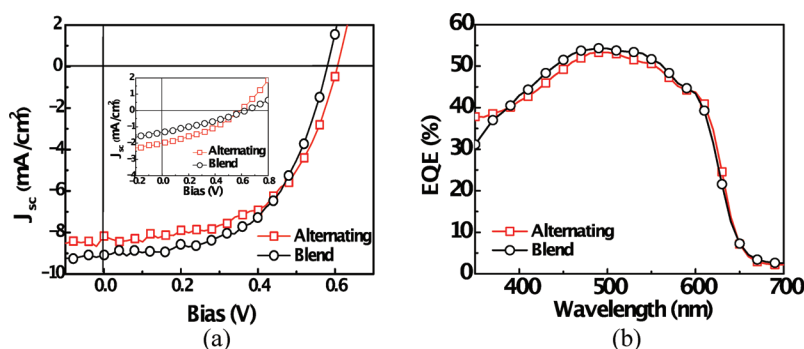 2
0
−2
−4
−6
−8
−10
J_sc (mA/cm²)
0.0 0.2 0.4 0.6
Bias (V)
Alternating
Blend
2
1
0
-1
-2
-3
-4
J_sc (mA/cm²)
-0.2 0.0 0.2 0.4 0.6 0.8
Bias (V)
Alternating
Blend
(a)
60
50
40
30
20
10
0
EQE (%)
400 500 600 700
Wavelength (nm)
Alternating
Blend
(b)